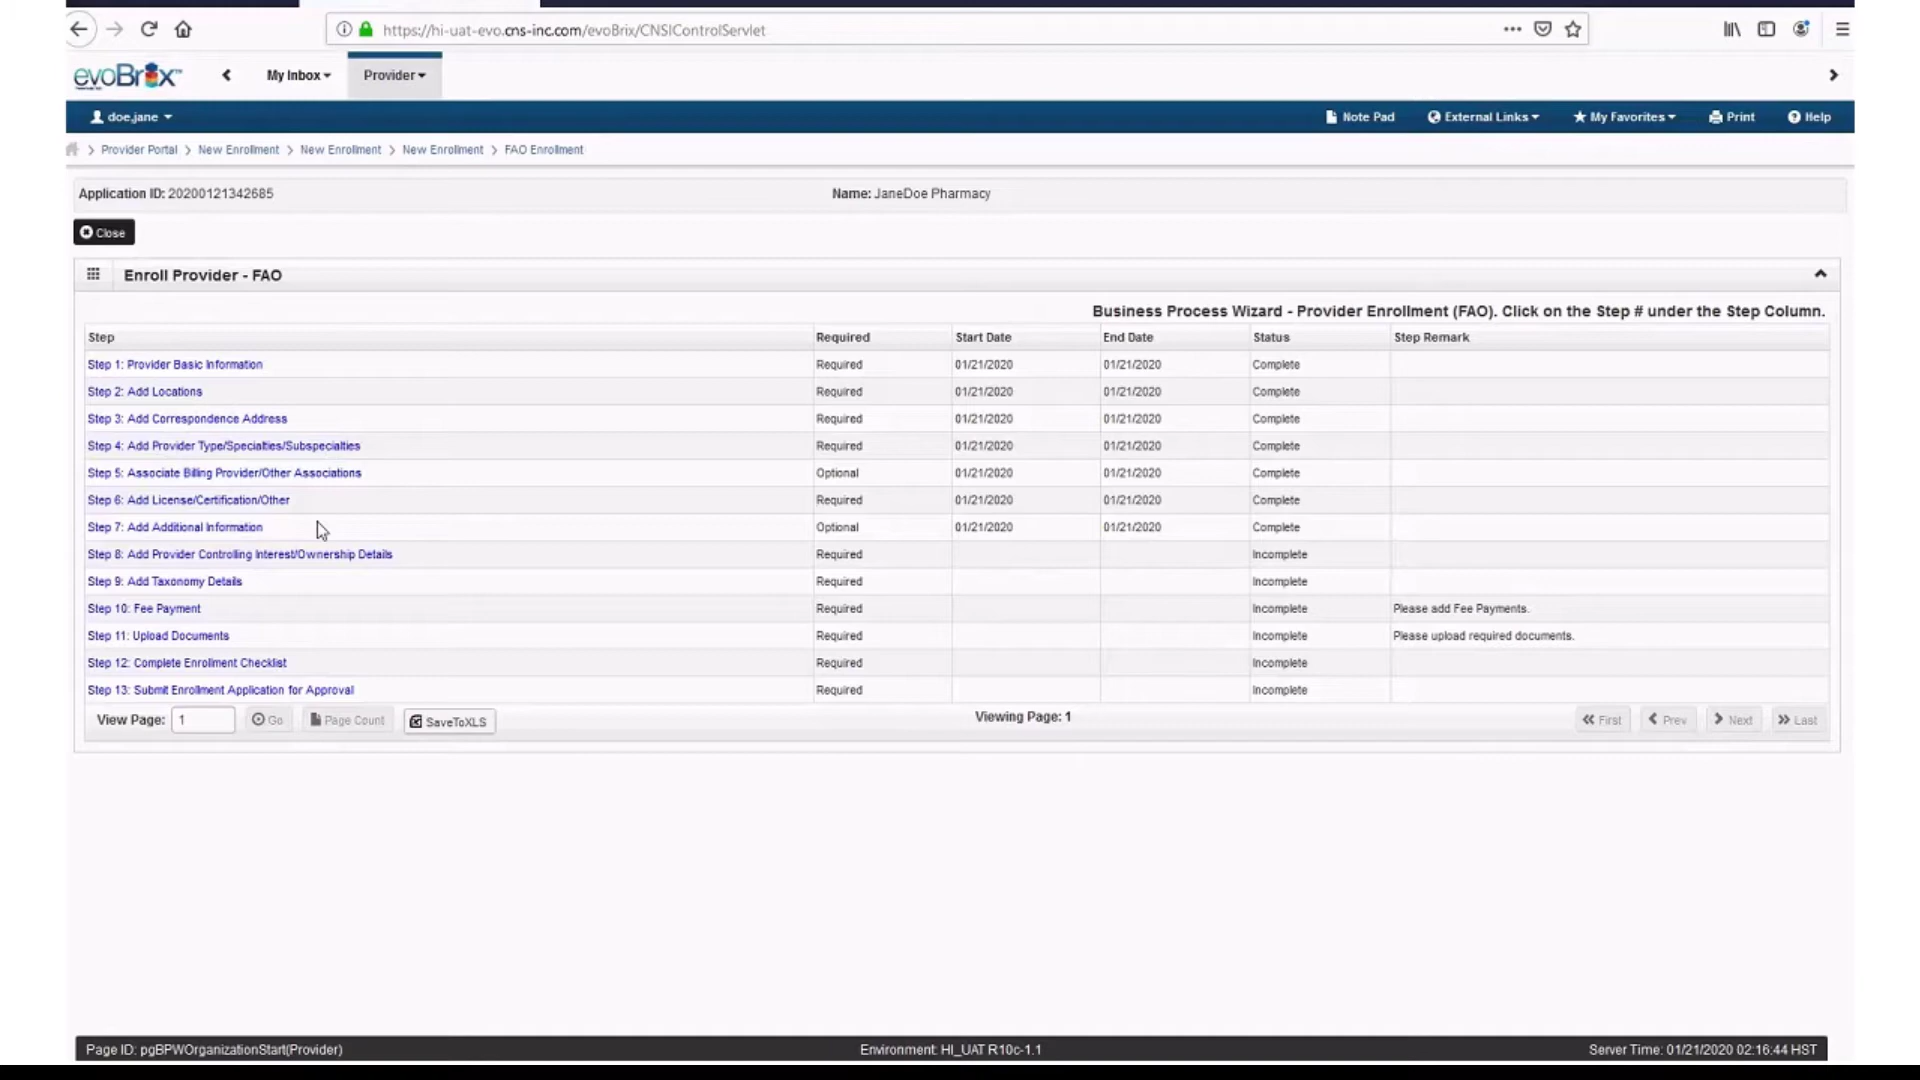 https://hi-uat-evo.cns-inc.com/evoBrix/CNSIControlServlet
evoBrix My Inbox Provider
doe,jane Note Pad External Links My Favorites Print Help
> Provider Portal > New Enrollment > New Enrollment > New Enrollment > FAO Enrollment
Application ID: 20200121342685 Name: JaneDoe Pharmacy
Close
Enroll Provider - FAO
Business Process Wizard - Provider Enrollment (FAO). Click on the Step # under the Step Column.
Step Required Start Date End Date Status Step Remark
Step 1: Provider Basic Information Required 01/21/2020 01/21/2020 Complete
Step 2: Add Locations Required 01/21/2020 01/21/2020 Complete
Step 3: Add Correspondence Address Required 01/21/2020 01/21/2020 Complete
Step 4: Add Provider Type/Specialties/Subspecialties Required 01/21/2020 01/21/2020 Complete
Step 5: Associate Billing Provider/Other Associations Optional 01/21/2020 01/21/2020 Complete
Step 6: Add License/Certification/Other Required 01/21/2020 01/21/2020 Complete
Step 7: Add Additional Information Optional 01/21/2020 01/21/2020 Complete
Step 8: Add Provider Controlling Interest/Ownership Details Required Incomplete
Step 9: Add Taxonomy Details Required Incomplete
Step 10: Fee Payment Required Incomplete Please add Fee Payments.
Step 11: Upload Documents Required Incomplete Please upload required documents.
Step 12: Complete Enrollment Checklist Required Incomplete
Step 13: Submit Enrollment Application for Approval Required Incomplete
View Page: 1 Go Page Count SaveToXLS Viewing Page: 1 First Prev Next Last
Page ID: pgBPWOrganizationStart(Provider) Environment: HI_UAT R10c-1.1 Server Time: 01/21/2020 02:16:44 HST